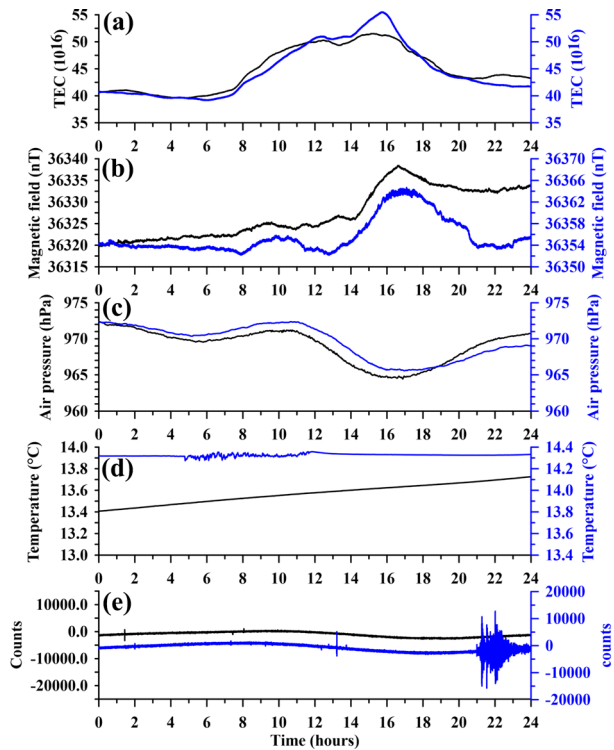 (a)
TEC (10¹⁶)
55
50
45
40
35
TEC (10¹⁶)
55
50
45
40
35
0 2 4 6 8 10 12 14 16 18 20 22 24
(b)
Magnetic field (nT)
36340
36335
36330
36325
36320
36315
Magnetic field (nT)
36370
36366
36362
36358
36354
36350
0 2 4 6 8 10 12 14 16 18 20 22 24
(c)
Air pressure (hPa)
975
970
965
960
Air pressure (hPa)
975
970
965
960
0 2 4 6 8 10 12 14 16 18 20 22 24
(d)
Temperature (°C)
14.0
13.8
13.6
13.4
13.2
13.0
Temperature (°C)
14.4
14.2
14.0
13.8
13.6
13.4
0 2 4 6 8 10 12 14 16 18 20 22 24
(e)
Counts
10000.0
0.0
-10000.0
-20000.0
counts
20000
10000
0
-10000
-20000
0 2 4 6 8 10 12 14 16 18 20 22 24
Time (hours)